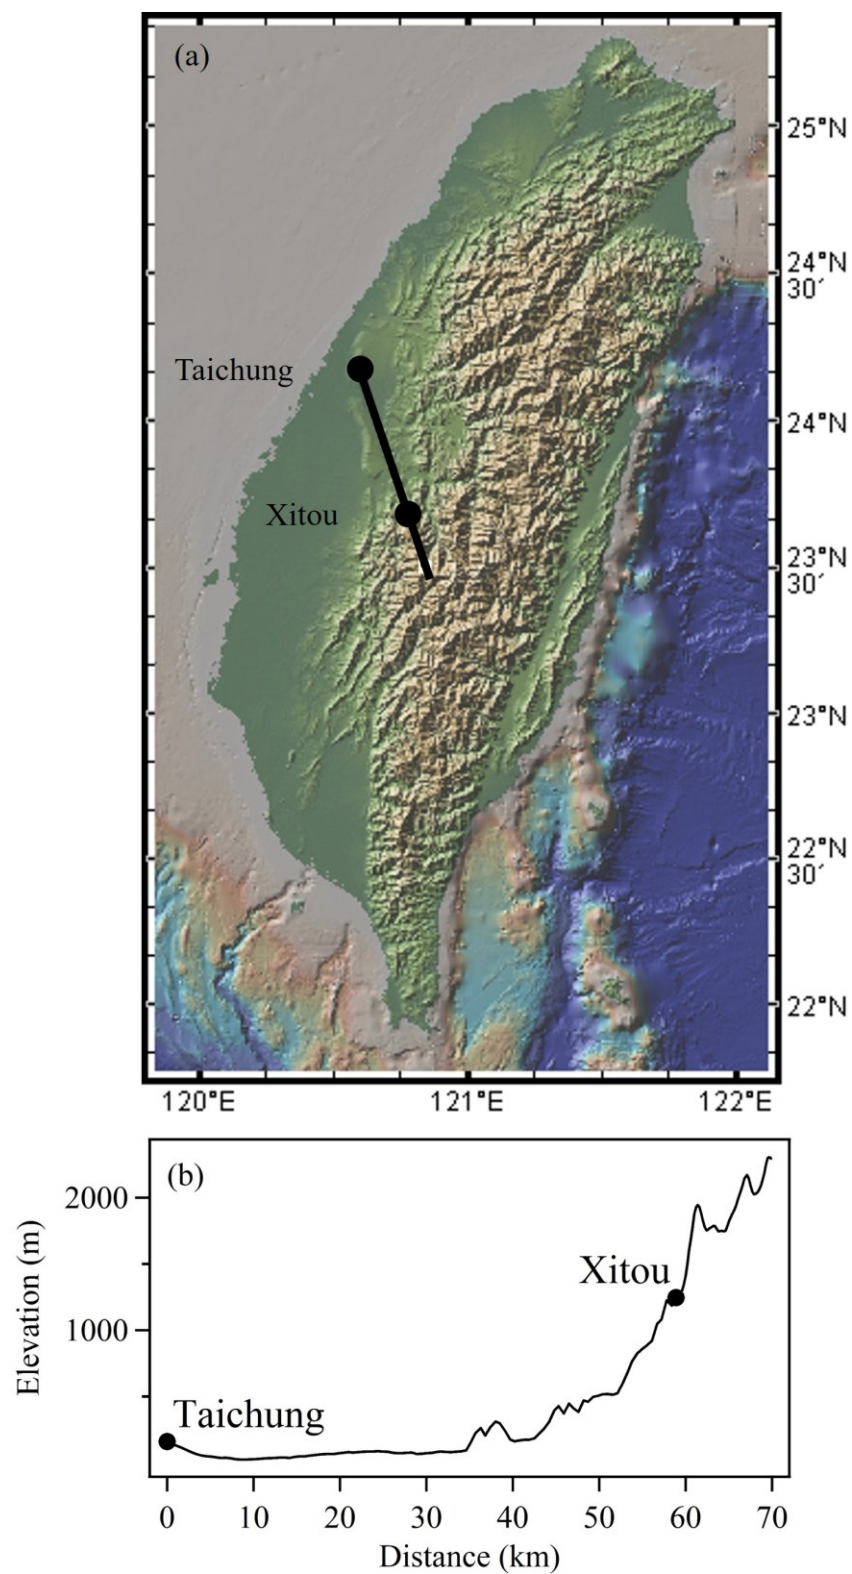 (a)
25°N
24°N
30′
Taichung
24°N
Xitou
23°N
30′
23°N
22°N
30′
22°N
120°E
121°E
122°E
(b)
2000
Xitou
1000
Elevation (m)
Taichung
0
10
20
30
40
50
60
70
Distance (km)